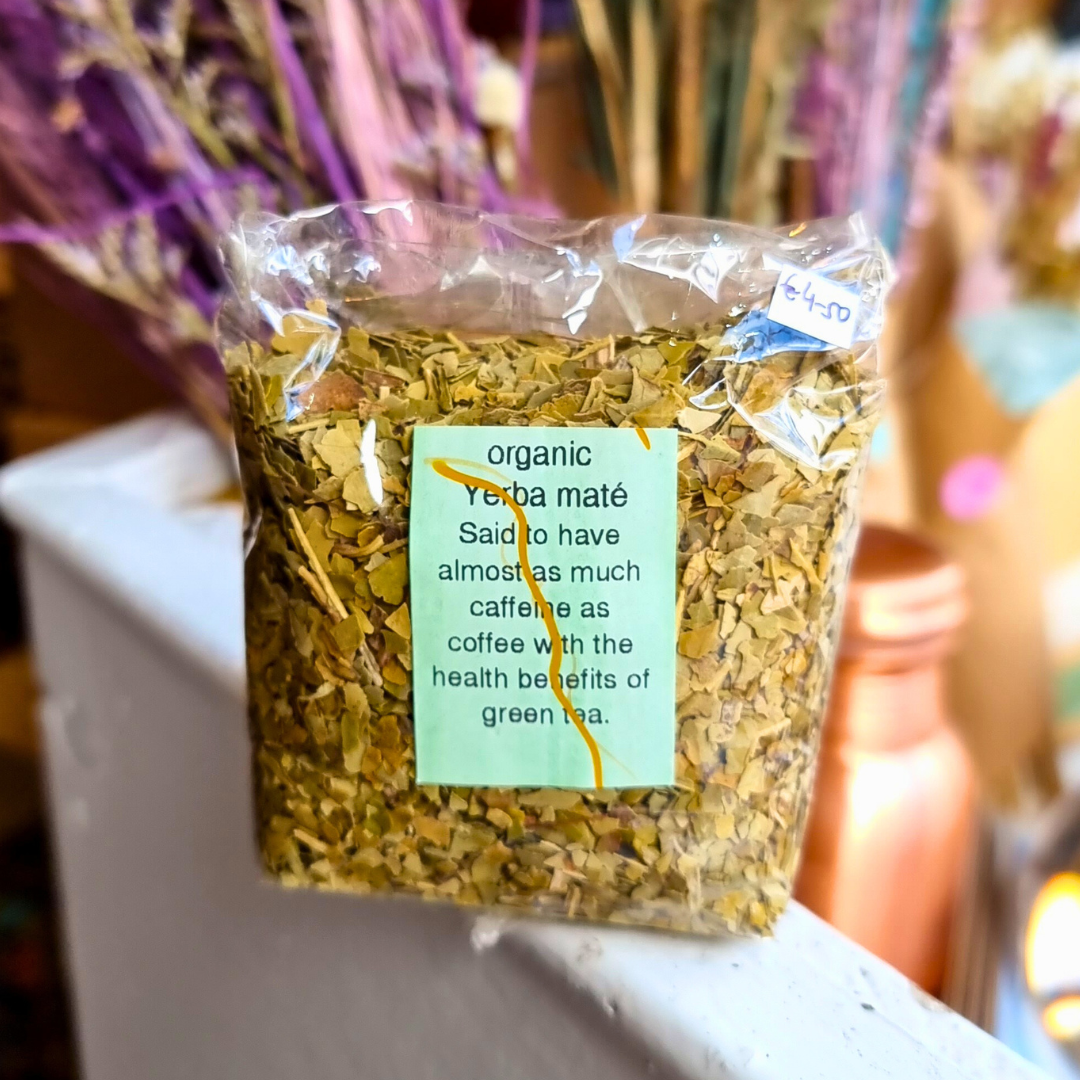 £4-50
organic
Yerba maté
Said to have
almost as much
caffeine as
coffee with the
health benefits of
green tea.